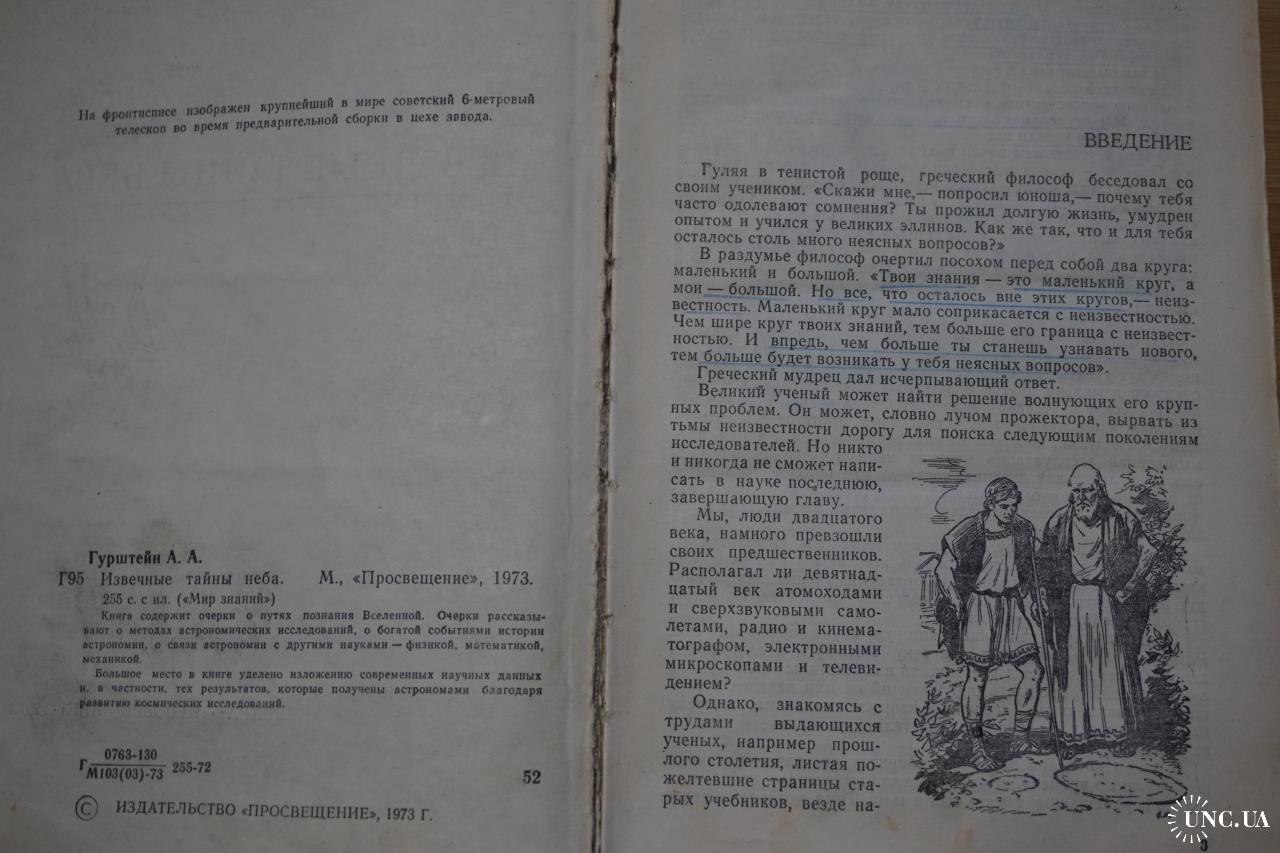 На фронтисписе изображен крупнейший в мире советский 6-метровый
телескоп во время предварительной сборки в цехе завода.
Гурштейн А. А.
Г95 Извечные тайны неба. М., «Просвещение», 1973.
255 с. с ил. («Мир знаний»)
Книга содержит очерки о путях познания Вселенной. Очерки рассказы-
вают о методах астрономических исследований, о богатой событиями истории
астрономии, о связи астрономии с другими науками — физикой, математикой,
механикой.
Большое место в книге уделено изложению современных научных данных
и, в частности, тех результатов, которые получены астрономами благодаря
развитию космических исследований.
0763-130
Г М103(03)-73 255-72
52
© ИЗДАТЕЛЬСТВО «ПРОСВЕЩЕНИЕ», 1973 Г.
ВВЕДЕНИЕ
Гуляя в тенистой роще, греческий философ беседовал со
своим учеником. «Скажи мне,— попросил юноша,— почему тебя
часто одолевают сомнения? Ты прожил долгую жизнь, умудрен
опытом и учился у великих эллинов. Как же так, что и для тебя
осталось столь много неясных вопросов?»
В раздумье философ очертил посохом перед собой два круга:
маленький и большой. «Твои знания — это маленький круг, а
мои — большой. Но все, что осталось вне этих кругов,— неиз-
вестность. Маленький круг мало соприкасается с неизвестностью.
Чем шире круг твоих знаний, тем больше его граница с неизвест-
ностью. И впредь, чем больше ты станешь узнавать нового,
тем больше будет возникать у тебя неясных вопросов».
Греческий мудрец дал исчерпывающий ответ.
Великий ученый может найти решение волнующих его круп-
ных проблем. Он может, словно лучом прожектора, вырвать из
тьмы неизвестности дорогу для поиска следующим поколениям
исследователей. Но никто
и никогда не сможет напи-
сать в науке последнюю,
завершающую главу.
Мы, люди двадцатого
века, намного превзошли
своих предшественников.
Располагал ли девятнад-
цатый век атомоходами
и сверхзвуковыми само-
летами, радио и кинема-
тографом, электронными
микроскопами и телеви-
дением?
Однако, знакомясь с
трудами выдающихся
ученых, например прош-
лого столетия, листая по-
желтевшие страницы ста-
рых учебников, везде на-
3
UNC.UA